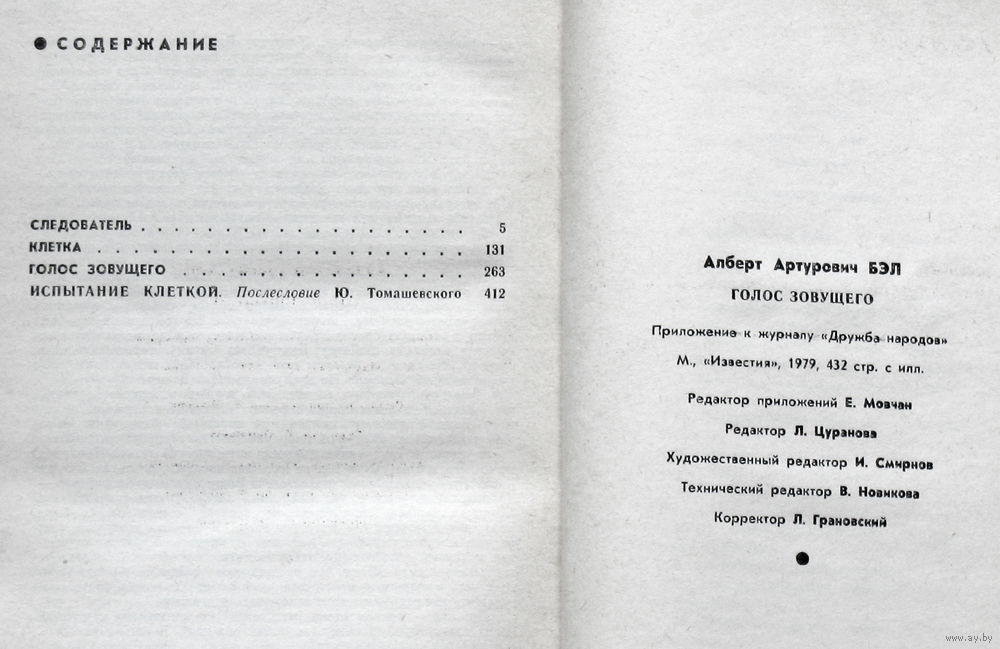 ● СОДЕРЖАНИЕ
СЛЕДОВАТЕЛЬ . . . . . . . . . . . . . . . . . . . . 5
КЛЕТКА . . . . . . . . . . . . . . . . . . . . . . 131
ГОЛОС ЗОВУЩЕГО . . . . . . . . . . . . . . . . . . 263
ИСПЫТАНИЕ КЛЕТКОЙ. Послесловие Ю. Томашевского 412
Алберт Артурович БЭЛ
ГОЛОС ЗОВУЩЕГО
Приложение к журналу «Дружба народов»
М., «Известия», 1979, 432 стр. с илл.
Редактор приложений Е. Мовчан
Редактор Л. Цуранова
Художественный редактор И. Смирнов
Технический редактор В. Новикова
Корректор Л. Грановский
●
www.ay.by